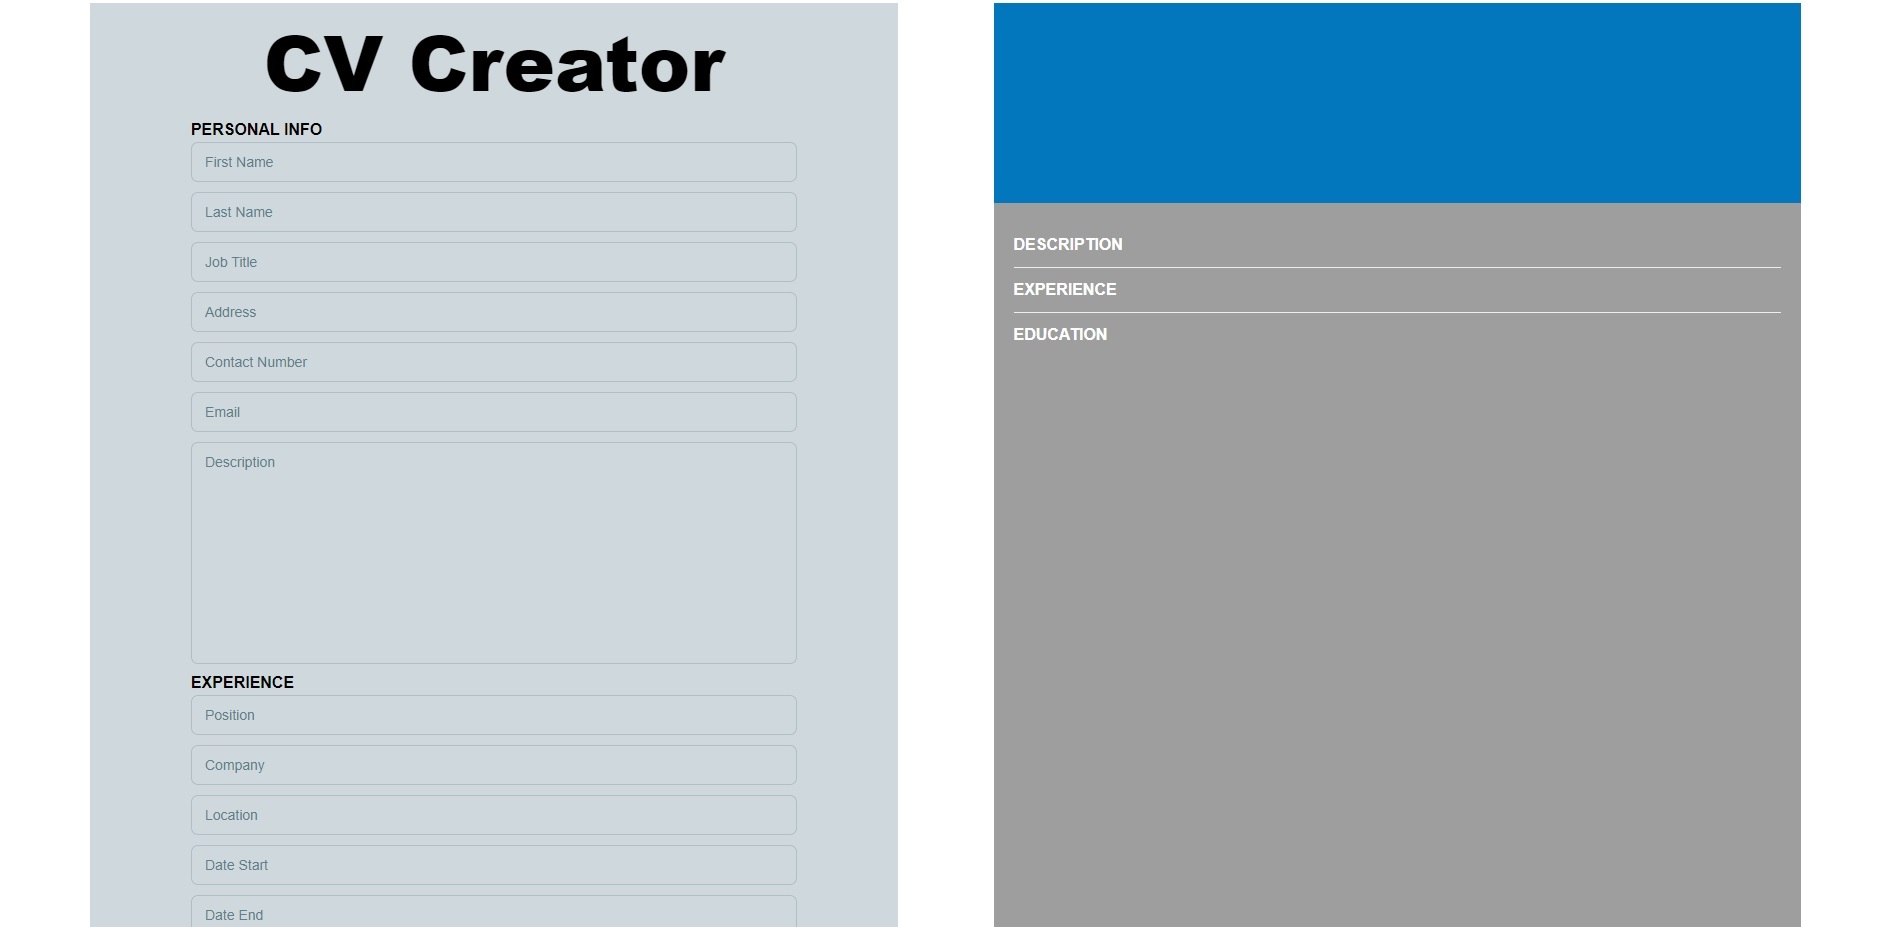 CV Creator
PERSONAL INFO
First Name
Last Name
Job Title
Address
Contact Number
Email
Description
EXPERIENCE
Position
Company
Location
Date Start
Date End
DESCRIPTION
EXPERIENCE
EDUCATION